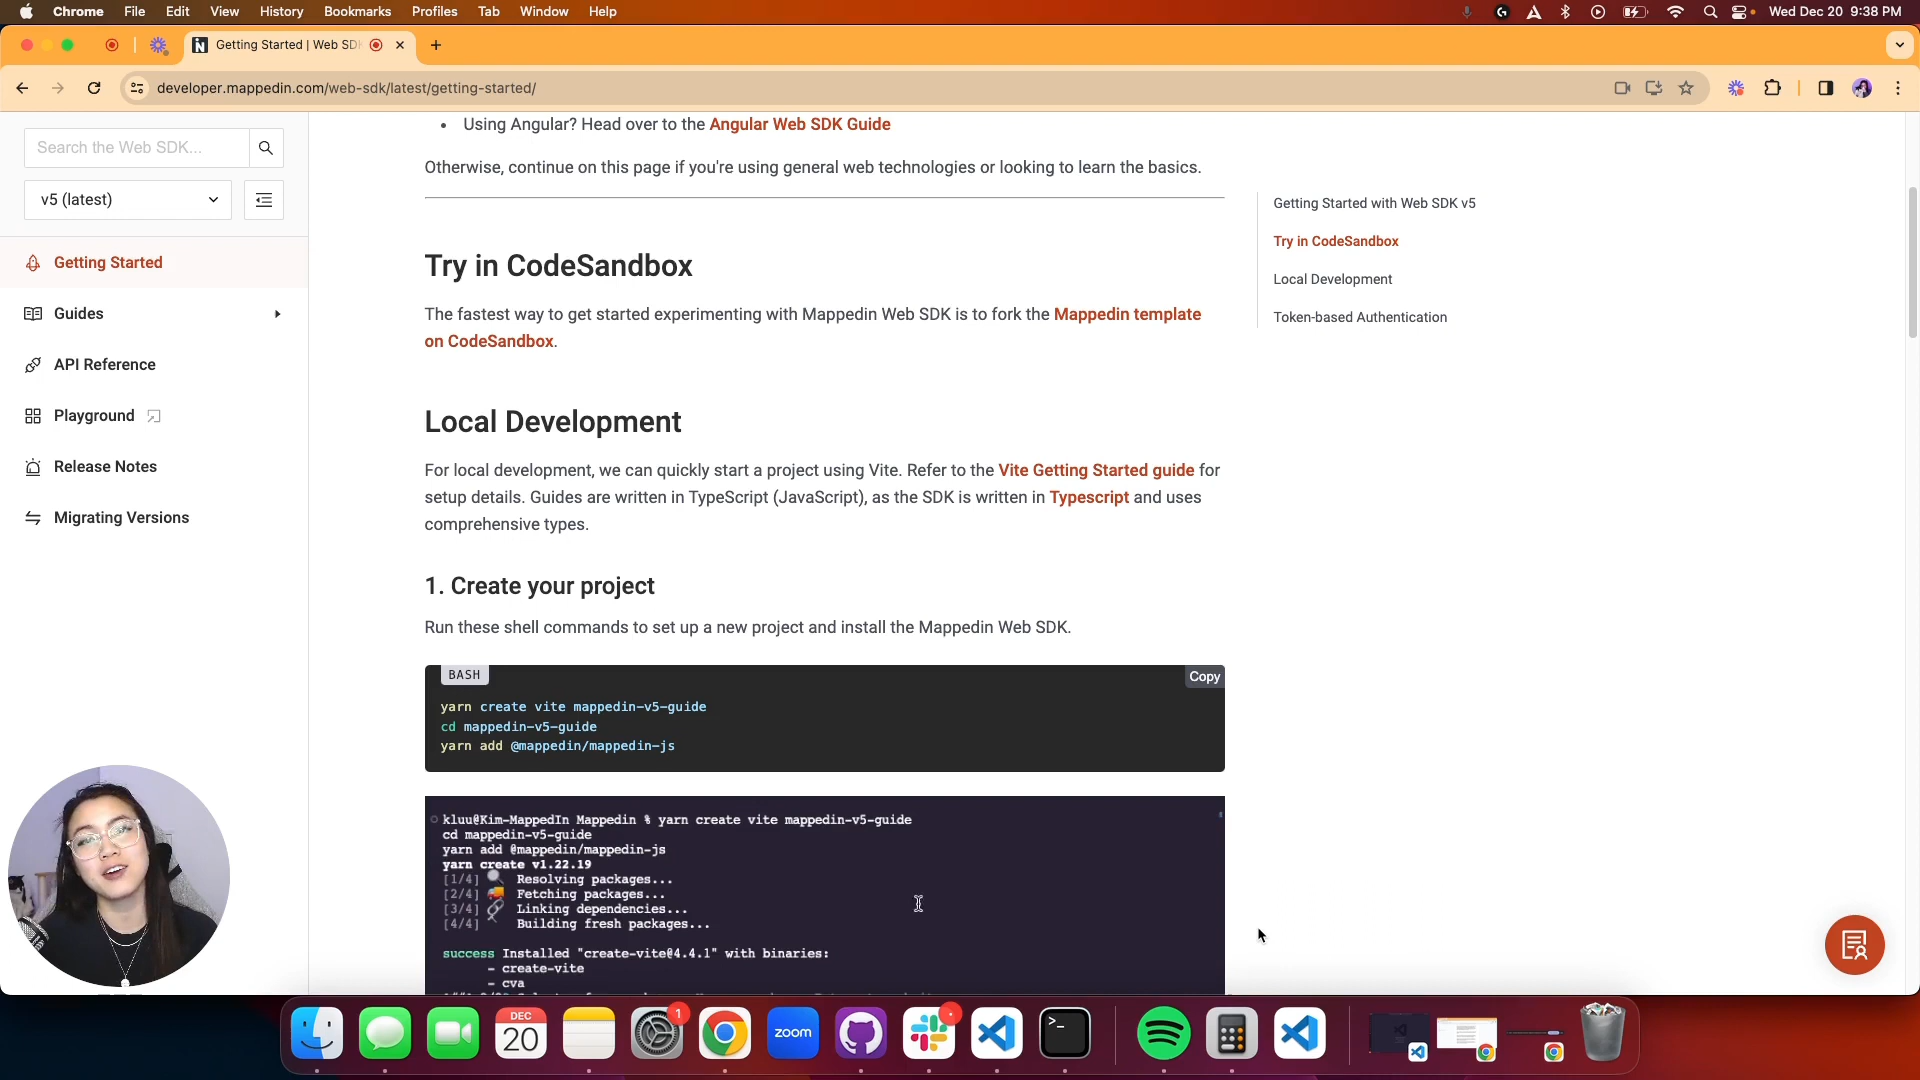 Chrome File Edit View History Bookmarks Profiles Tab Window Help
Wed Dec 20 9:38 PM
Getting Started | Web SD
developer.mappedin.com/web-sdk/latest/getting-started/
Search the Web SDK...
v5 (latest)
Getting Started
Guides
API Reference
Playground
Release Notes
Migrating Versions
Using Angular? Head over to the Angular Web SDK Guide
Otherwise, continue on this page if you're using general web technologies or looking to learn the basics.
Try in CodeSandbox
The fastest way to get started experimenting with Mappedin Web SDK is to fork the Mappedin template
on CodeSandbox.
Local Development
For local development, we can quickly start a project using Vite. Refer to the Vite Getting Started guide for
setup details. Guides are written in TypeScript (JavaScript), as the SDK is written in Typescript and uses
comprehensive types.
1. Create your project
Run these shell commands to set up a new project and install the Mappedin Web SDK.
BASH
Copy
yarn create vite mappedin-v5-guide
cd mappedin-v5-guide
yarn add @mappedin/mappedin-js
kluu@Kim-MappedIn Mappedin % yarn create vite mappedin-v5-guide
cd mappedin-v5-guide
yarn add @mappedin/mappedin-js
yarn create v1.22.19
[1/4] Resolving packages...
[2/4] Fetching packages...
[3/4] Linking dependencies...
[4/4] Building fresh packages...
success Installed "create-vite@4.4.1" with binaries:
- create-vite
- cva
Getting Started with Web SDK v5
Try in CodeSandbox
Local Development
Token-based Authentication
DEC
20
1
zoom